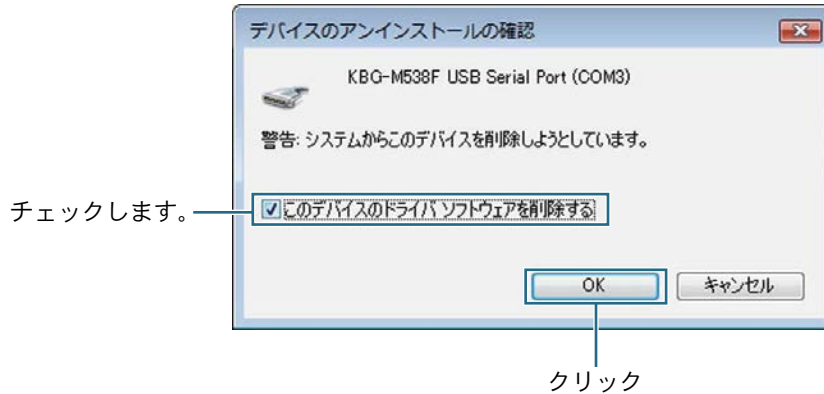 デバイスのアンインストールの確認
KBG-M538F USB Serial Port (COM3)
警告: システムからこのデバイスを削除しようとしています。
チェックします。
このデバイスのドライバ ソフトウェアを削除する
OK
キャンセル
クリック